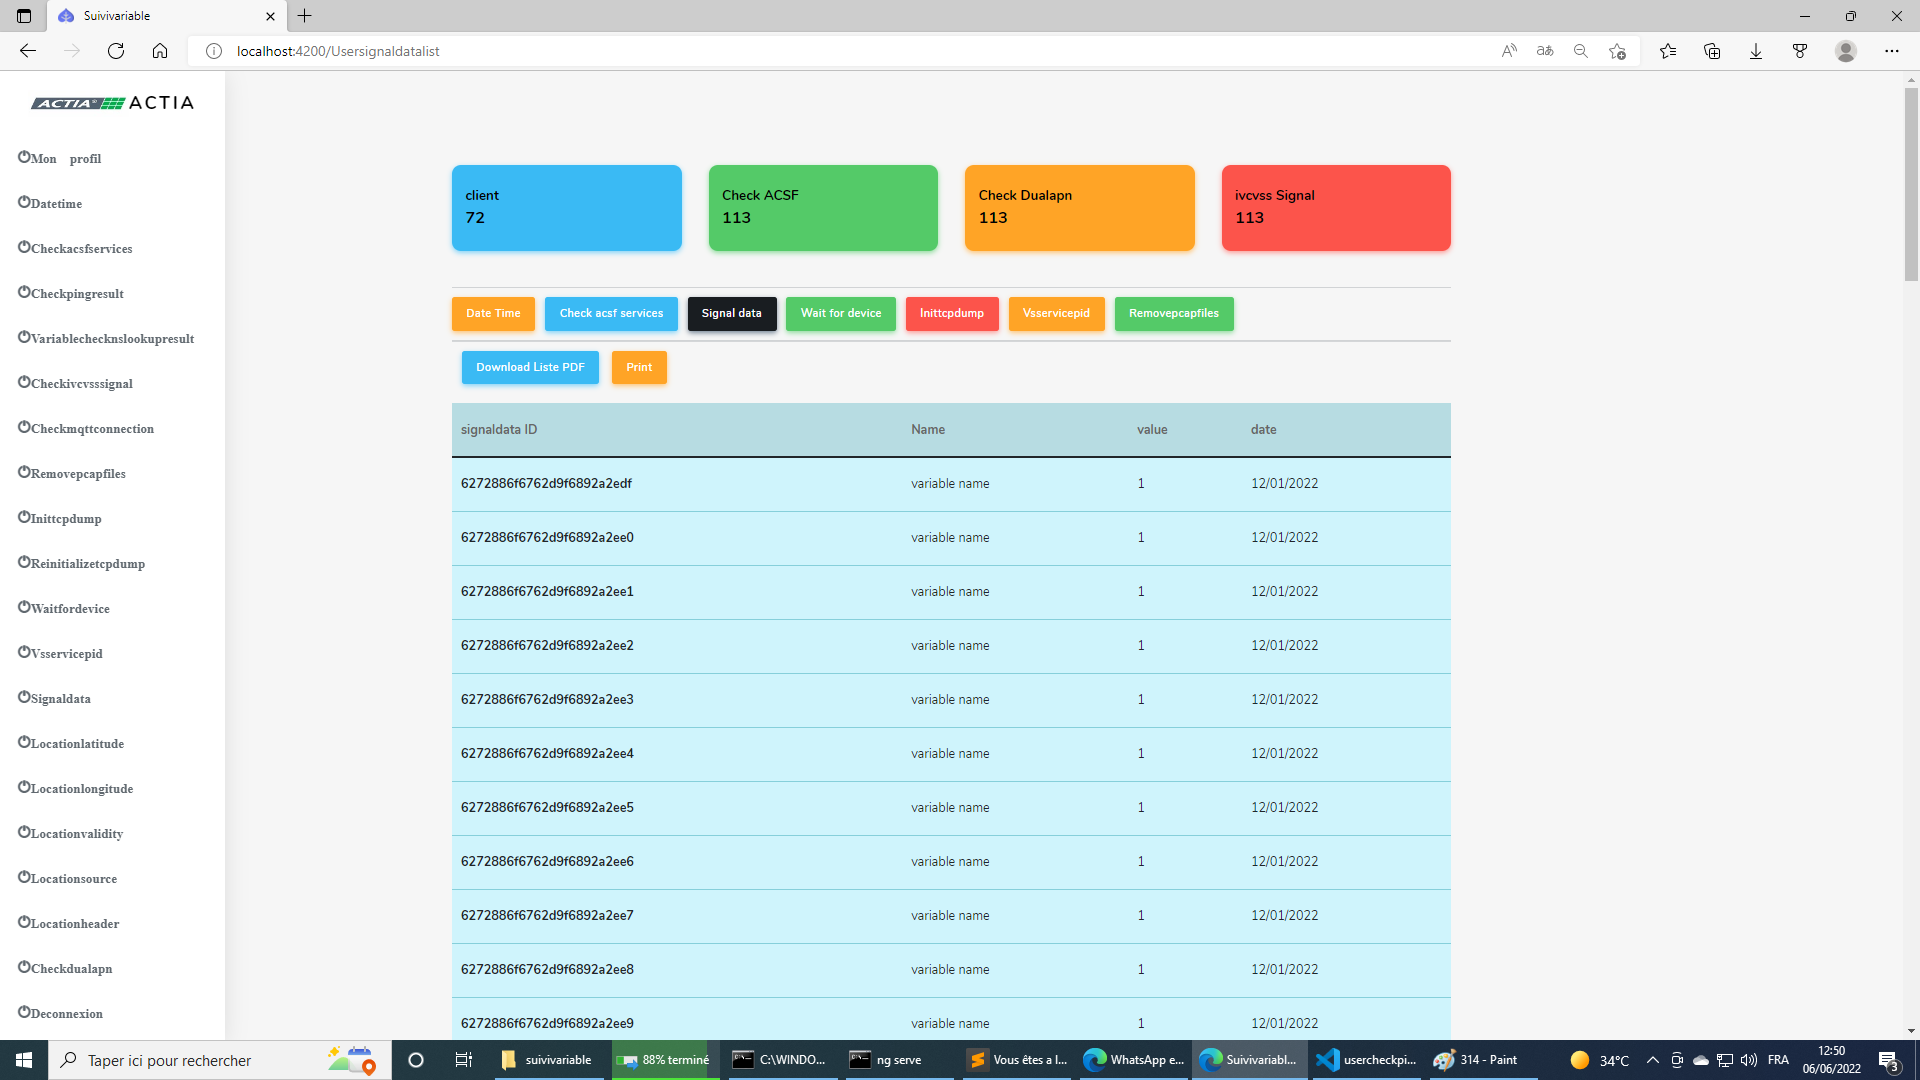 Suivivariable
localhost:4200/Usersignaldatalist
ACTIA ACTIA
Mon profil
Datetime
Checkacsfservices
Checkpingresult
Variablechecknslookupresult
Checkivcvsssignal
Checkmqttconnection
Removepcapfiles
Inittcpdump
Reinitializetcpdump
Waitfordevice
Vsservicepid
Signaldata
Locationlatitude
Locationlongitude
Locationvalidity
Locationsource
Locationheader
Checkdualapn
Deconnexion
client
72
Check ACSF
113
Check Dualapn
113
ivcvss Signal
113
Date Time Check acsf services Signal data Wait for device Inittcpdump Vsservicepid Removepcapfiles
Download Liste PDF Print
signaldata ID Name value date
6272886f6762d9f6892a2edf variable name 1 12/01/2022
6272886f6762d9f6892a2ee0 variable name 1 12/01/2022
6272886f6762d9f6892a2ee1 variable name 1 12/01/2022
6272886f6762d9f6892a2ee2 variable name 1 12/01/2022
6272886f6762d9f6892a2ee3 variable name 1 12/01/2022
6272886f6762d9f6892a2ee4 variable name 1 12/01/2022
6272886f6762d9f6892a2ee5 variable name 1 12/01/2022
6272886f6762d9f6892a2ee6 variable name 1 12/01/2022
6272886f6762d9f6892a2ee7 variable name 1 12/01/2022
6272886f6762d9f6892a2ee8 variable name 1 12/01/2022
6272886f6762d9f6892a2ee9 variable name 1 12/01/2022
Taper ici pour rechercher suivivariable 88% terminé C:\WINDO... ng serve Vous êtes a l... WhatsApp e... Suivivariabl... usercheckpi... 314 - Paint 34°C FRA 12:50
06/06/2022 3